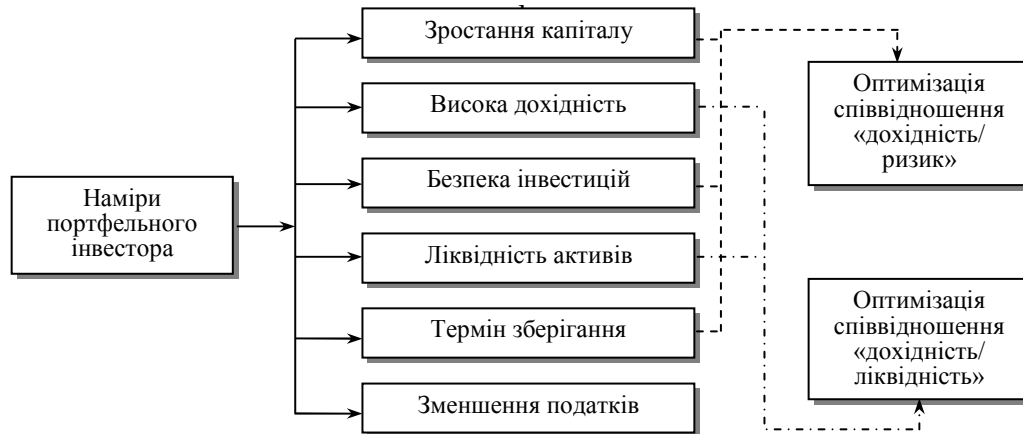 Наміри
портфельного
інвестора
Зростання капіталу
Висока дохідність
Безпека інвестицій
Ліквідність активів
Термін зберігання
Зменшення податків
Оптимізація
співвідношення
«дохідність/
ризик»
Оптимізація
співвідношення
«дохідність/
ліквідність»